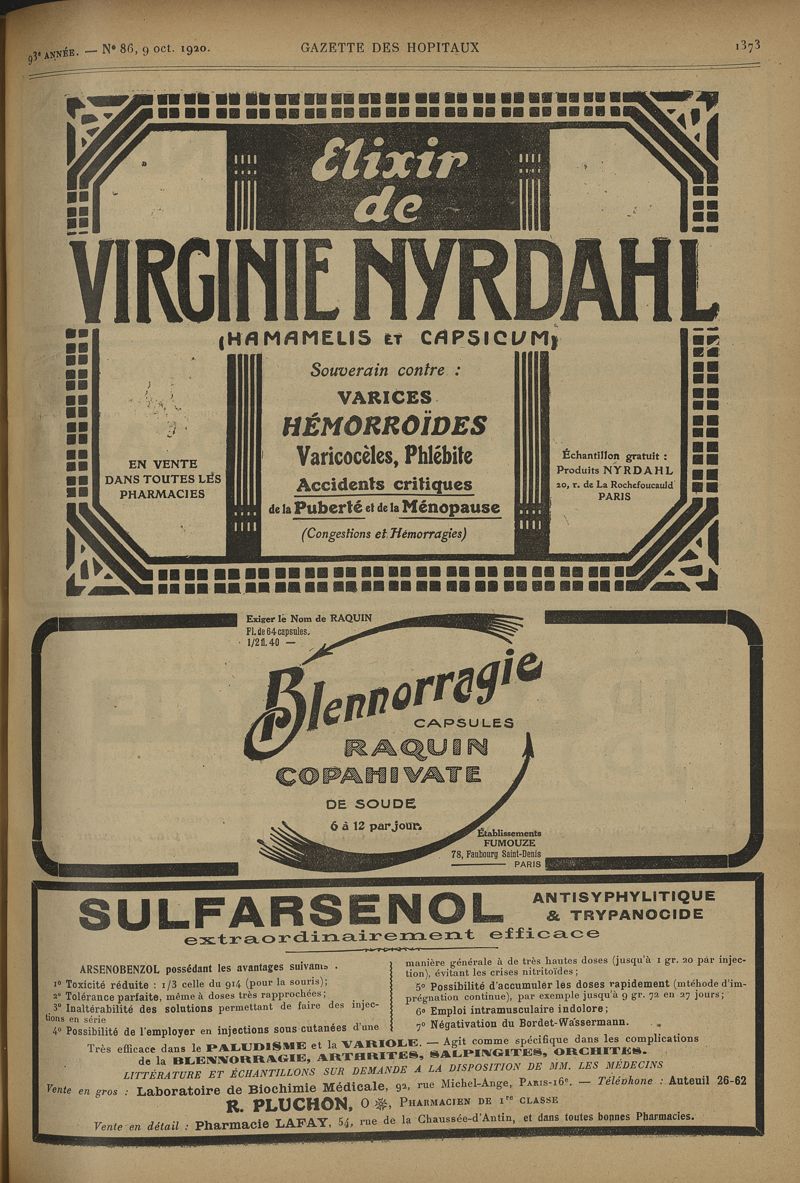 93e ANNÉE. — N° 86, 9 oct. 1920.
GAZETTE DES HOPITAUX
1373
Elixir
de
VIRGINIE NYRDAHL
(HAMAMELIS ET CAPSICUM)
Souverain contre :
VARICES
HÉMORROÏDES
Varicocèles, Phlébite
Accidents critiques
de la Puberté et de la Ménopause
(Congestions et Hémorragies)
EN VENTE
DANS TOUTES LES
PHARMACIES
Échantillon gratuit :
Produits NYRDAHL
20, r. de La Rochefoucauld
PARIS
Exiger le Nom de RAQUIN
Fl. de 64 capsules.
1/2 fl. 40 —
Blennorragie
CAPSULES
RAQUIN
COPAHIVATE
DE SOUDE
6 à 12 par jour.
Établissements
FUMOUZE
78, Faubourg Saint-Denis
PARIS
SULFARSENOL
ANTISYPHYLITIQUE
& TRYPANOCIDE
extraordinairement efficace
ARSENOBENZOL possédant les avantages suivants :
1° Toxicité réduite : 1/3 celle du 914 (pour la souris);
2° Tolérance parfaite, même à doses très rapprochées;
3° Inaltérabilité des solutions permettant de faire des injec-
tions en série
4° Possibilité de l'employer en injections sous cutanées d'une
manière générale à de très hautes doses (jusqu'à 1 gr. 20 par injec-
tion), évitant les crises nitritoïdes;
5° Possibilité d'accumuler les doses rapidement (mtéhode d'im-
prégnation continue), par exemple jusqu'à 9 gr. 72 en 27 jours;
6° Emploi intramusculaire indolore;
7° Négativation du Bordet-Wassermann.
Très efficace dans le PALUDISME et la VARIOLE. — Agit comme spécifique dans les complications
de la BLENNORRAGIE, ARTHRITES, SALPINGITES, ORCHITES.
LITTÉRATURE ET ÉCHANTILLONS SUR DEMANDE A LA DISPOSITION DE MM. LES MÉDECINS
Vente en gros : Laboratoire de Biochimie Médicale, 92, rue Michel-Ange, PARIS-16e. — Téléphone : Auteuil 26-62
R. PLUCHON, O ❋, PHARMACIEN DE 1re CLASSE
Vente en détail : Pharmacie LAFAY, 54, rue de la Chaussée-d'Antin, et dans toutes bonnes Pharmacies.